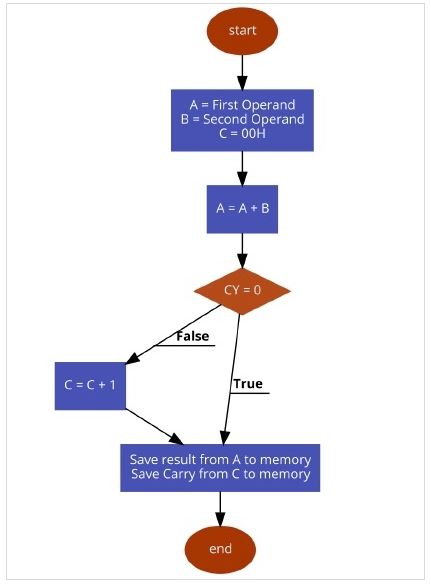 start
A = First Operand
B = Second Operand
C = 00H
A = A + B
CY = 0
False
True
C = C + 1
Save result from A to memory
Save Carry from C to memory
end